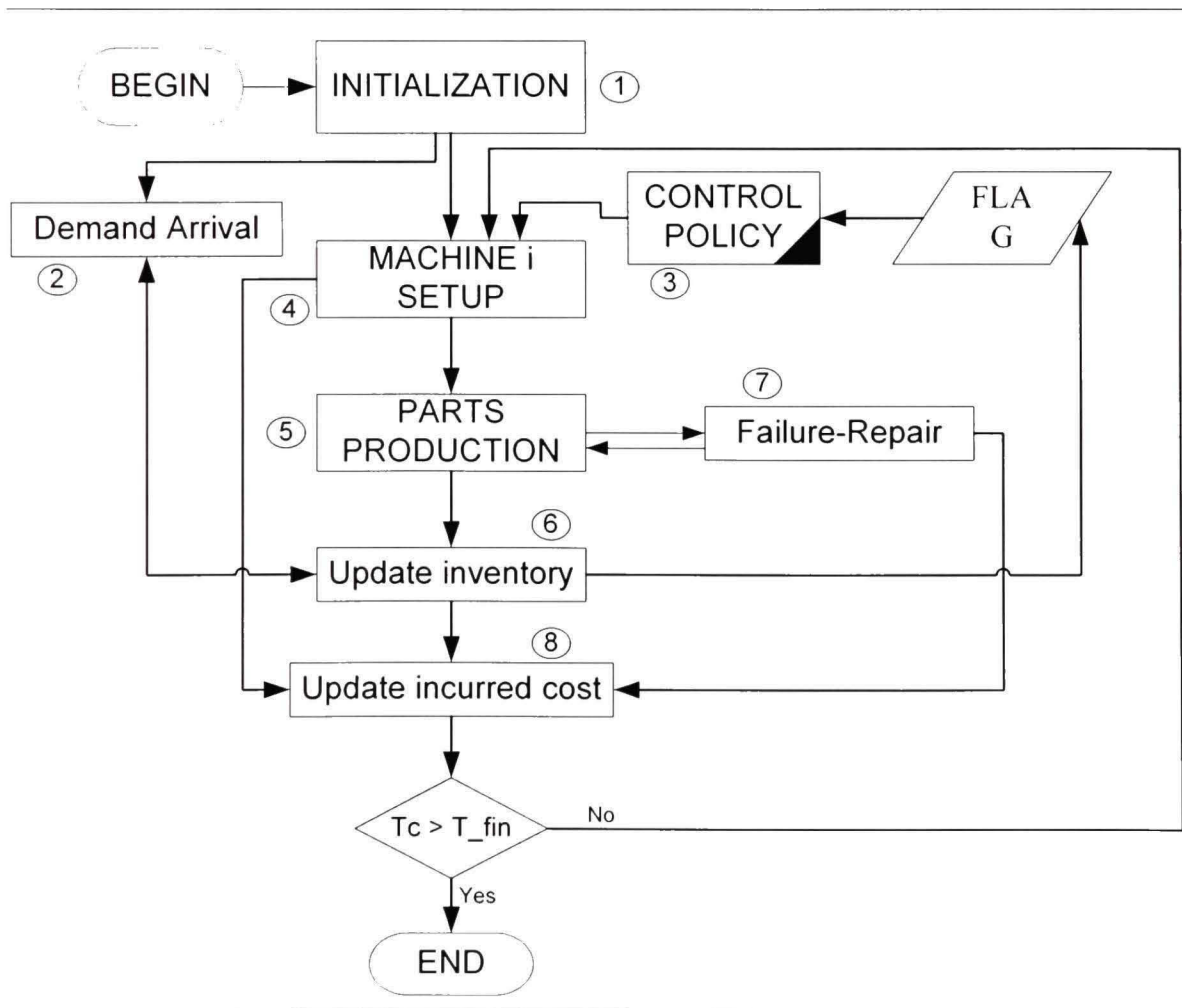 BEGIN
INITIALIZATION
1
Demand Arrival
2
CONTROL
POLICY
3
FLA
G
MACHINE i
SETUP
4
PARTS
PRODUCTION
5
7
Failure-Repair
6
Update inventory
8
Update incurred cost
Tc > T_fin
No
Yes
END